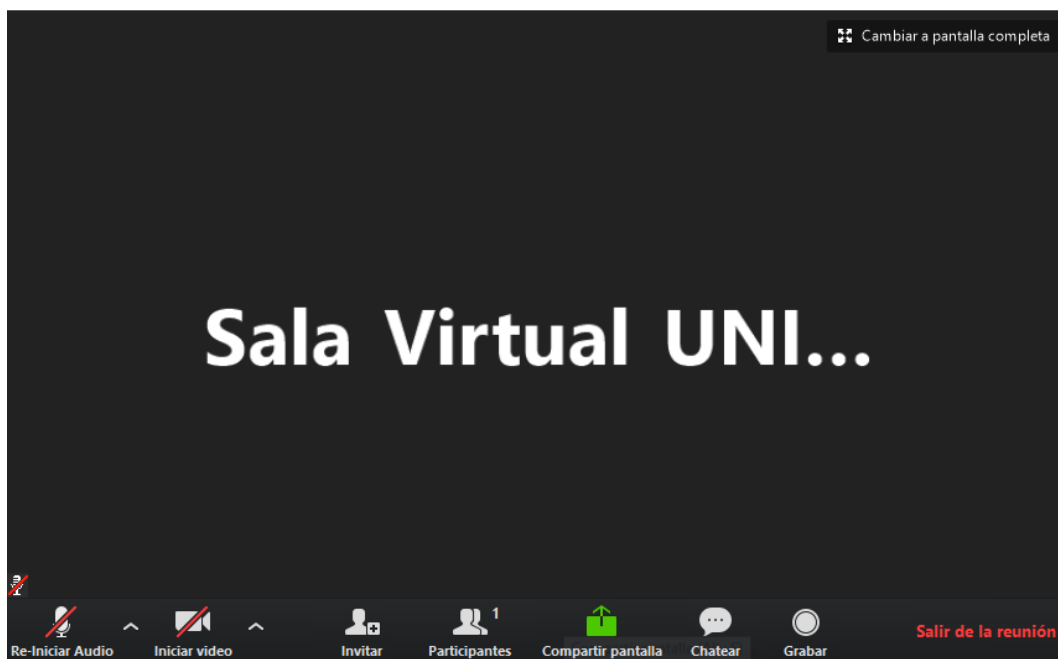 Cambiar a pantalla completa
Sala Virtual UNI...
1
Re-Iniciar Audio
Iniciar video
Invitar
Participantes
Compartir pantalla
Chatear
Grabar
Salir de la reunión